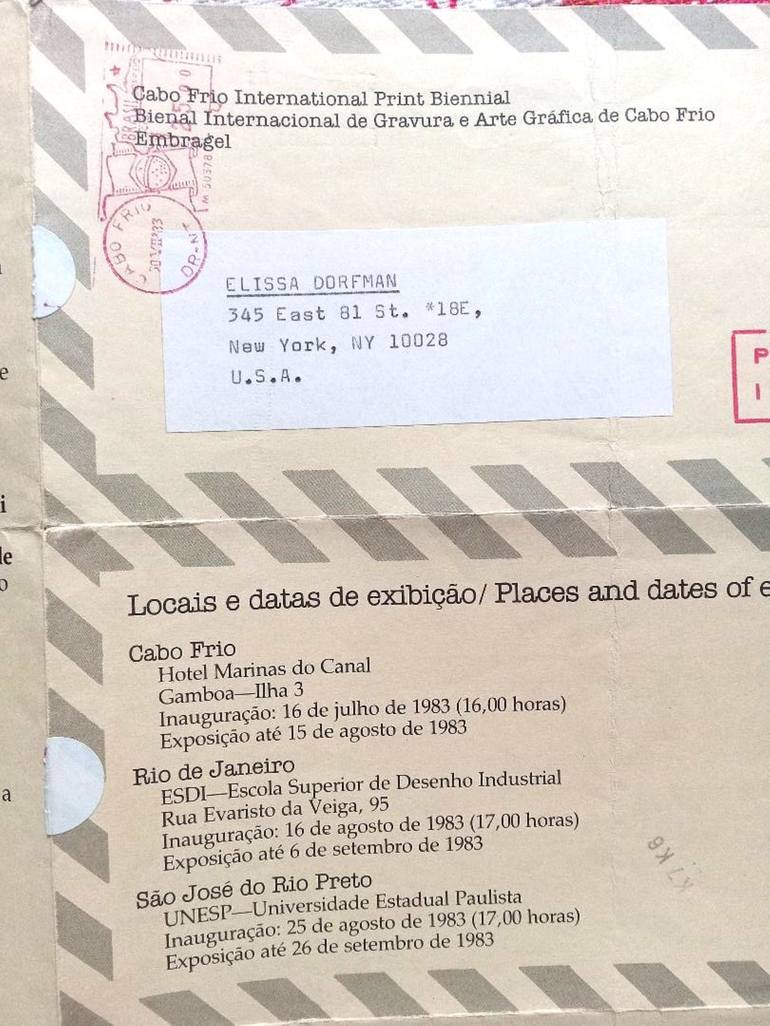 Cabo Frio International Print Biennial
Bienal Internacional de Gravura e Arte Gráfica de Cabo Frio
Embragel
BRASIL
CABO FRIO
DR-N
ELISSA DORFMAN
345 East 81 St. *18E,
New York, NY 10028
U.S.A.
P
I
Locais e datas de exibição/ Places and dates of e
Cabo Frio
Hotel Marinas do Canal
Gamboa—Ilha 3
Inauguração: 16 de julho de 1983 (16,00 horas)
Exposição até 15 de agosto de 1983
Rio de Janeiro
ESDI—Escola Superior de Desenho Industrial
Rua Evaristo da Veiga, 95
Inauguração: 16 de agosto de 1983 (17,00 horas)
Exposição até 6 de setembro de 1983
São José do Rio Preto
UNESP—Universidade Estadual Paulista
Inauguração: 25 de agosto de 1983 (17,00 horas)
Exposição até 26 de setembro de 1983